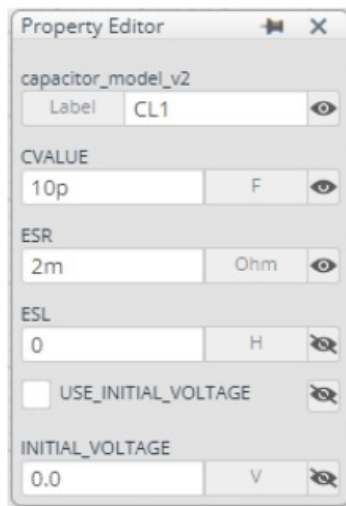 Property Editor
capacitor_model_v2
Label CL1
CVALUE
10p F
ESR
2m Ohm
ESL
0 H
USE_INITIAL_VOLTAGE
INITIAL_VOLTAGE
0.0 V